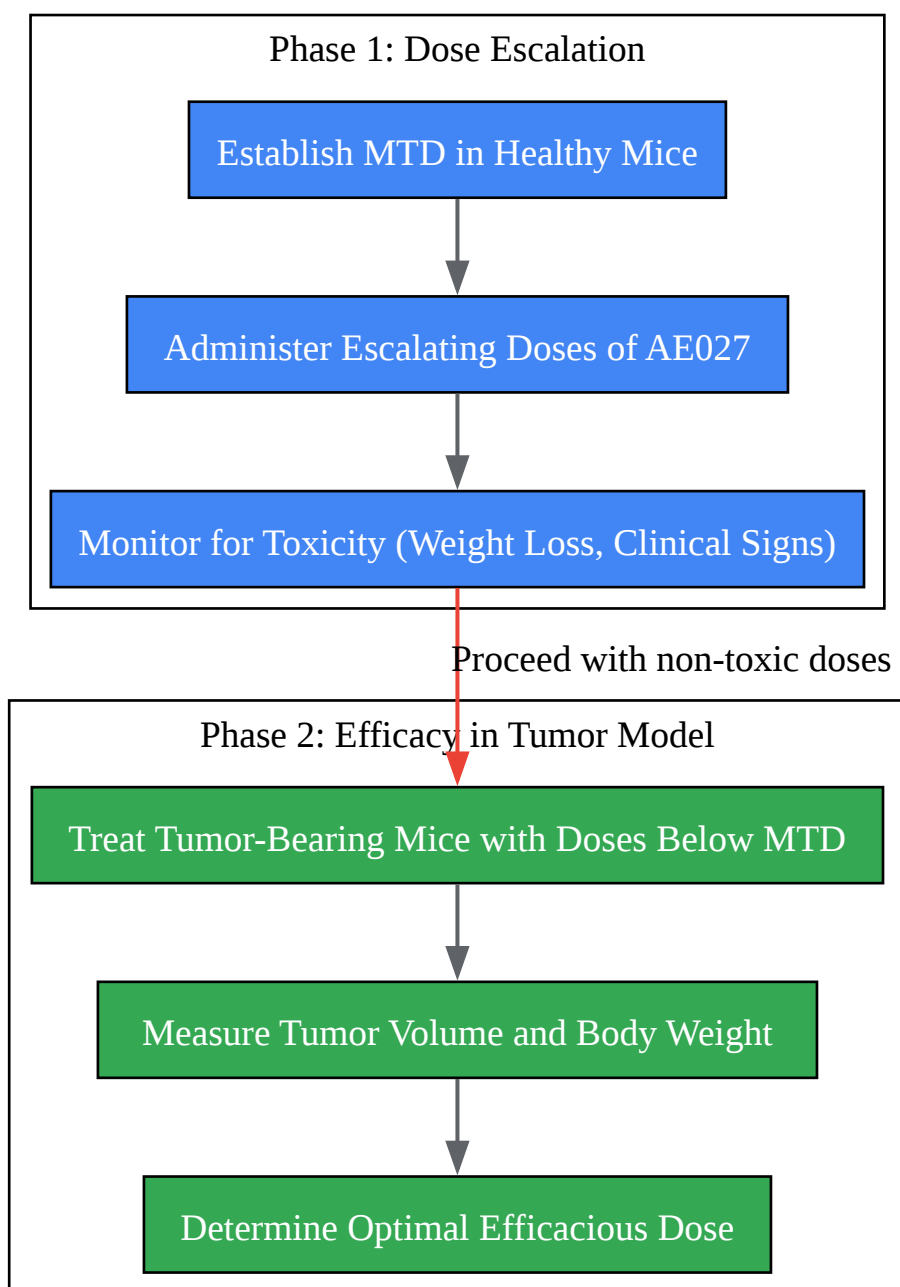 Phase 1: Dose Escalation
Establish MTD in Healthy Mice
Administer Escalating Doses of AE027
Monitor for Toxicity (Weight Loss, Clinical Signs)
Proceed with non-toxic doses
Phase 2: Efficacy in Tumor Model
Treat Tumor-Bearing Mice with Doses Below MTD
Measure Tumor Volume and Body Weight
Determine Optimal Efficacious Dose